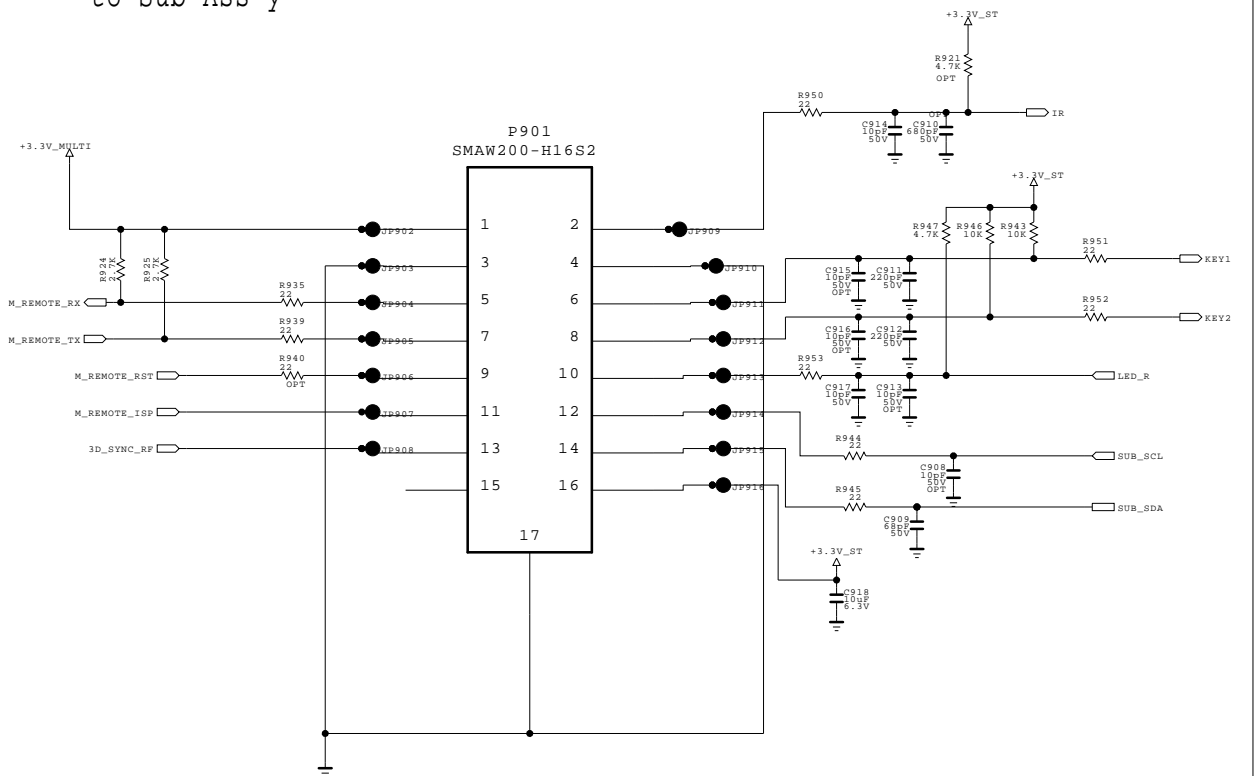 to Sub Ass'y
+3.3V_ST
R921
4.7K
OPT
R950
22
IR
C914
10pF
50V
OPT
C910
680pF
50V
P901
SMAW200-H16S2
+3.3V_MULTI
+3.3V_ST
1
2
JP902
JP909
R947
4.7K
R946
10K
R943
10K
R951
22
KEY1
R924
2.7K
R925
2.7K
3
4
JP903
JP910
C915
10pF
50V
OPT
C911
220pF
50V
M_REMOTE_RX
R935
22
JP904
5
6
JP911
R952
22
KEY2
M_REMOTE_TX
R939
22
JP905
7
8
JP912
C916
10pF
50V
OPT
C912
220pF
50V
M_REMOTE_RST
R940
22
OPT
JP906
9
10
JP913
R953
22
LED_R
C917
10pF
50V
C913
10pF
50V
OPT
M_REMOTE_ISP
JP907
11
12
JP914
3D_SYNC_RF
JP908
13
14
JP915
R944
22
SUB_SCL
C908
10pF
50V
OPT
15
16
JP916
R945
22
SUB_SDA
C909
68pF
50V
17
+3.3V_ST
C918
10uF
6.3V